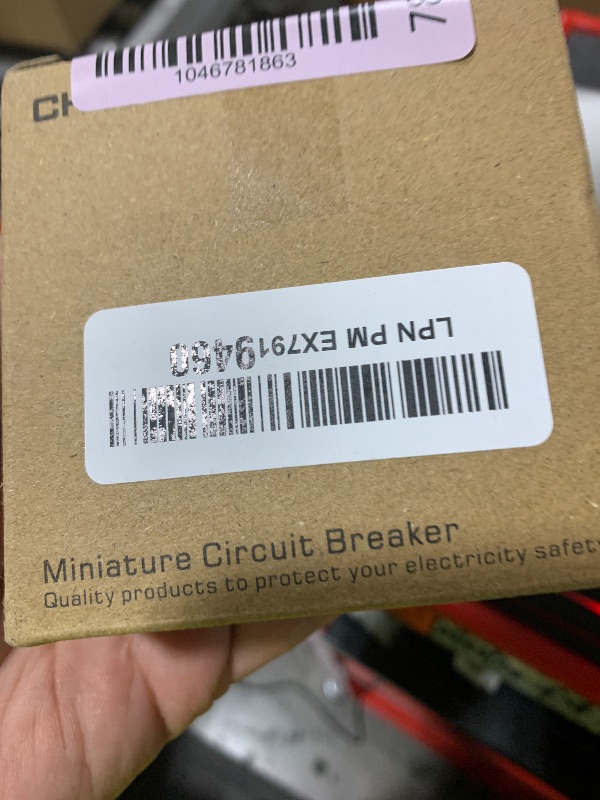 1046781863
LPN PM EX7919460
Miniature Circuit Breaker
Quality products to protect your electricity safety